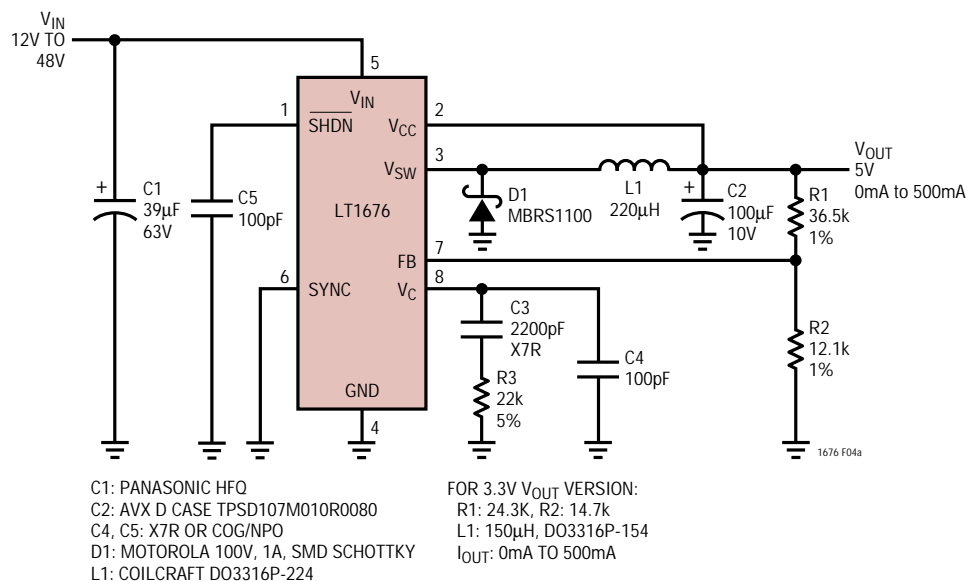 VIN
12V TO
48V
5
1
VIN
2
SHDN
VCC
3
VSW
VOUT
5V
0mA to 500mA
+
C1
39µF
63V
C5
100pF
LT1676
D1
MBRS1100
L1
220µH
+
C2
100µF
10V
R1
36.5k
1%
7
FB
6
SYNC
8
VC
C3
2200pF
X7R
R3
22k
5%
C4
100pF
R2
12.1k
1%
GND
4
1676 F04a
C1: PANASONIC HFQ
C2: AVX D CASE TPSD107M010R0080
C4, C5: X7R OR COG/NPO
D1: MOTOROLA 100V, 1A, SMD SCHOTTKY
L1: COILCRAFT DO3316P-224
FOR 3.3V VOUT VERSION:
R1: 24.3K, R2: 14.7k
L1: 150µH, DO3316P-154
IOUT: 0mA TO 500mA